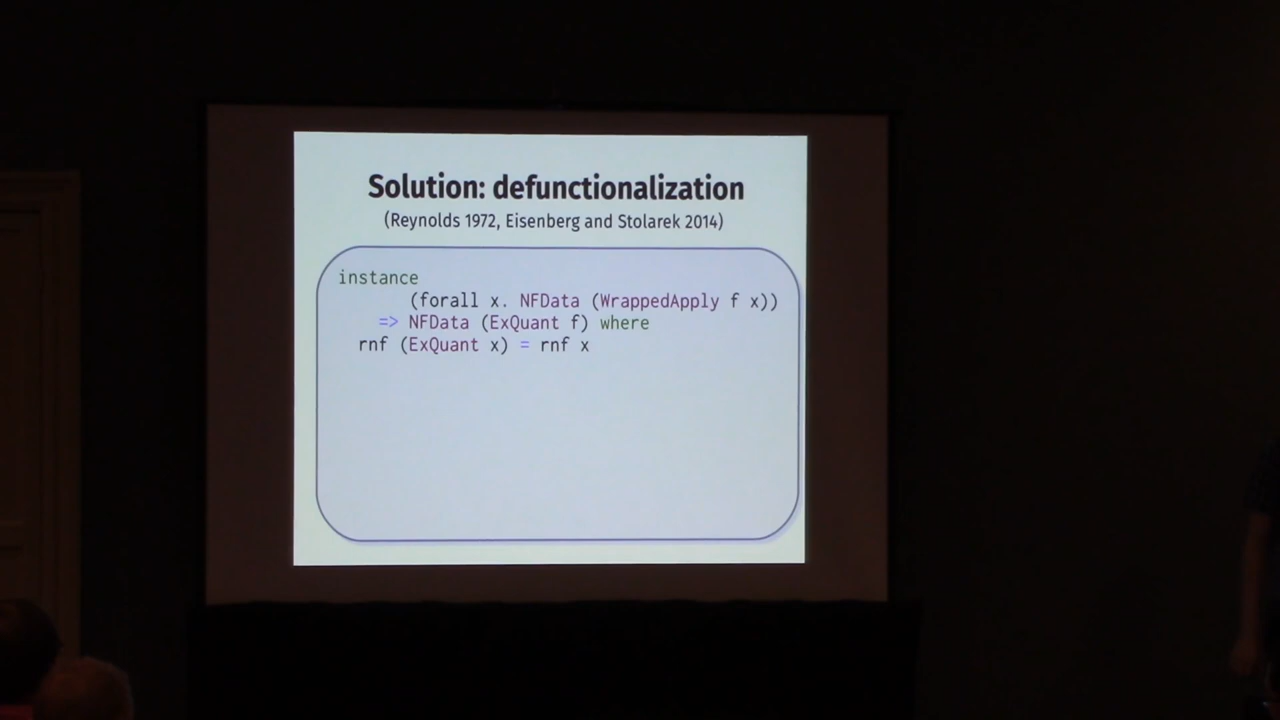 Solution: defunctionalization
(Reynolds 1972, Eisenberg and Stolarek 2014)
instance
(forall x. NFData (WrappedApply f x))
=> NFData (ExQuant f) where
rnf (ExQuant x) = rnf x